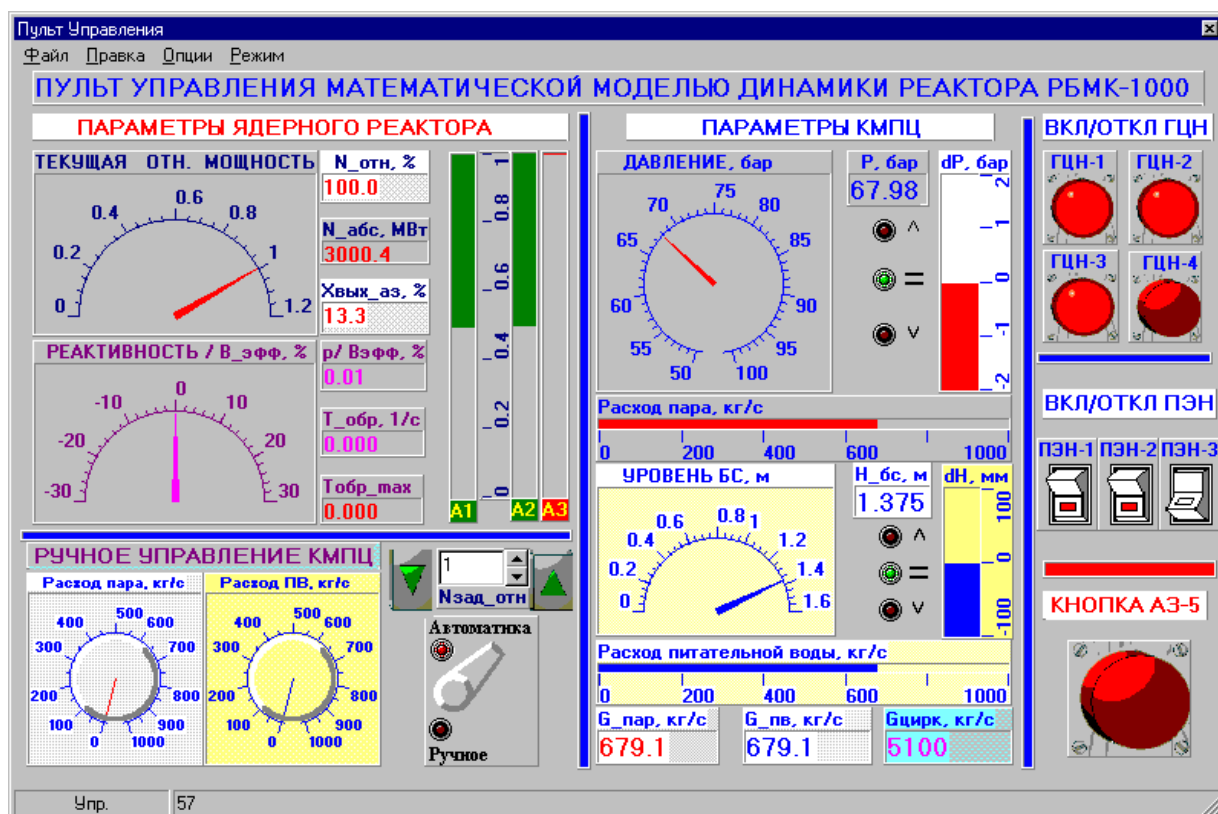 Пульт Управления
Файл Правка Опции Режим
ПУЛЬТ УПРАВЛЕНИЯ МАТЕМАТИЧЕСКОЙ МОДЕЛЬЮ ДИНАМИКИ РЕАКТОРА РБМК-1000
ПАРАМЕТРЫ ЯДЕРНОГО РЕАКТОРА
ТЕКУЩАЯ ОТН. МОЩНОСТЬ
0
0.2
0.4
0.6
0.8
1
1.2
N_отн, %
100.0
N_абс, МВт
3000.4
Xвых_аз, %
13.3
РЕАКТИВНОСТЬ / В_эфф, %
-30
-20
-10
0
10
20
30
р/ Вэфф, %
0.01
Т_обр, 1/с
0.000
Тобр_max
0.000
1
0.8
0.6
0.4
0.2
0
А1
А2
А3
РУЧНОЕ УПРАВЛЕНИЕ КМПЦ
Расход пара, кг/с
0
100
200
300
400
500
600
700
800
900
1000
Расход ПВ, кг/с
0
100
200
300
400
500
600
700
800
900
1000
1
Nзад_отн
Автоматика
Ручное
ПАРАМЕТРЫ КМПЦ
ДАВЛЕНИЕ, бар
50
55
60
65
70
75
80
85
90
95
100
P, бар
67.98
^
=
v
dP, бар
2
1
0
-1
-2
Расход пара, кг/с
0 200 400 600 1000
УРОВЕНЬ БС, м
0
0.2
0.4
0.6
0.8
1
1.2
1.4
1.6
Н_бс, м
1.375
^
=
v
dH, мм
100
0
-100
Расход питательной воды, кг/с
0 200 400 600 1000
G_пар, кг/с
679.1
G_пв, кг/с
679.1
Gцирк, кг/с
5100
ВКЛ/ОТКЛ ГЦН
ГЦН-1 ГЦН-2
ГЦН-3 ГЦН-4
ВКЛ/ОТКЛ ПЭН
ПЭН-1 ПЭН-2 ПЭН-3
КНОПКА АЗ-5
Упр. 57